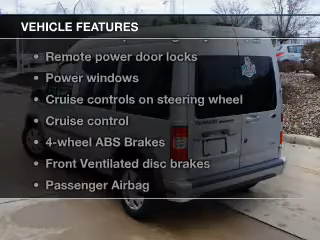 VEHICLE FEATURES
• Remote power door locks
• Power windows
• Cruise controls on steering wheel
• Cruise control
• 4-wheel ABS Brakes
• Front Ventilated disc brakes
• Passenger Airbag